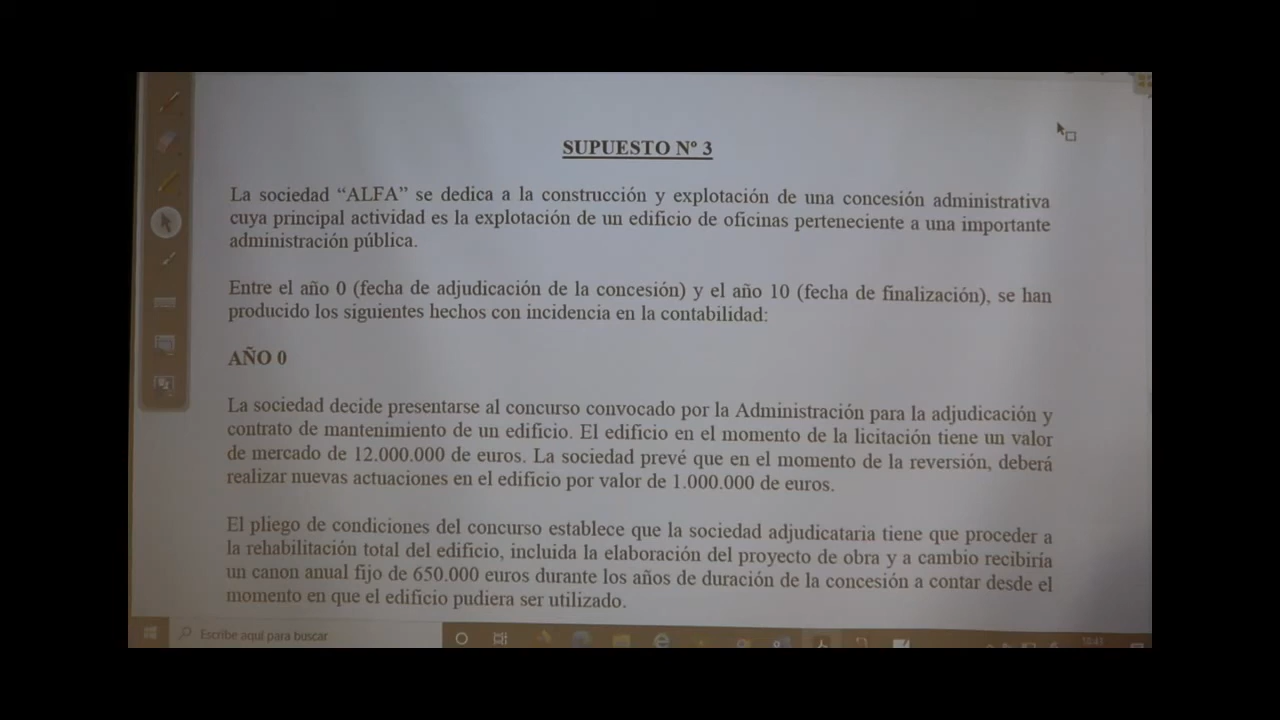 SUPUESTO Nº 3
La sociedad “ALFA” se dedica a la construcción y explotación de una concesión administrativa
cuya principal actividad es la explotación de un edificio de oficinas perteneciente a una importante
administración pública.
Entre el año 0 (fecha de adjudicación de la concesión) y el año 10 (fecha de finalización), se han
producido los siguientes hechos con incidencia en la contabilidad:
AÑO 0
La sociedad decide presentarse al concurso convocado por la Administración para la adjudicación y
contrato de mantenimiento de un edificio. El edificio en el momento de la licitación tiene un valor
de mercado de 12.000.000 de euros. La sociedad prevé que en el momento de la reversión, deberá
realizar nuevas actuaciones en el edificio por valor de 1.000.000 de euros.
El pliego de condiciones del concurso establece que la sociedad adjudicataria tiene que proceder a
la rehabilitación total del edificio, incluida la elaboración del proyecto de obra y a cambio recibiría
un canon anual fijo de 650.000 euros durante los años de duración de la concesión a contar desde el
momento en que el edificio pudiera ser utilizado.
Escribe aquí para buscar